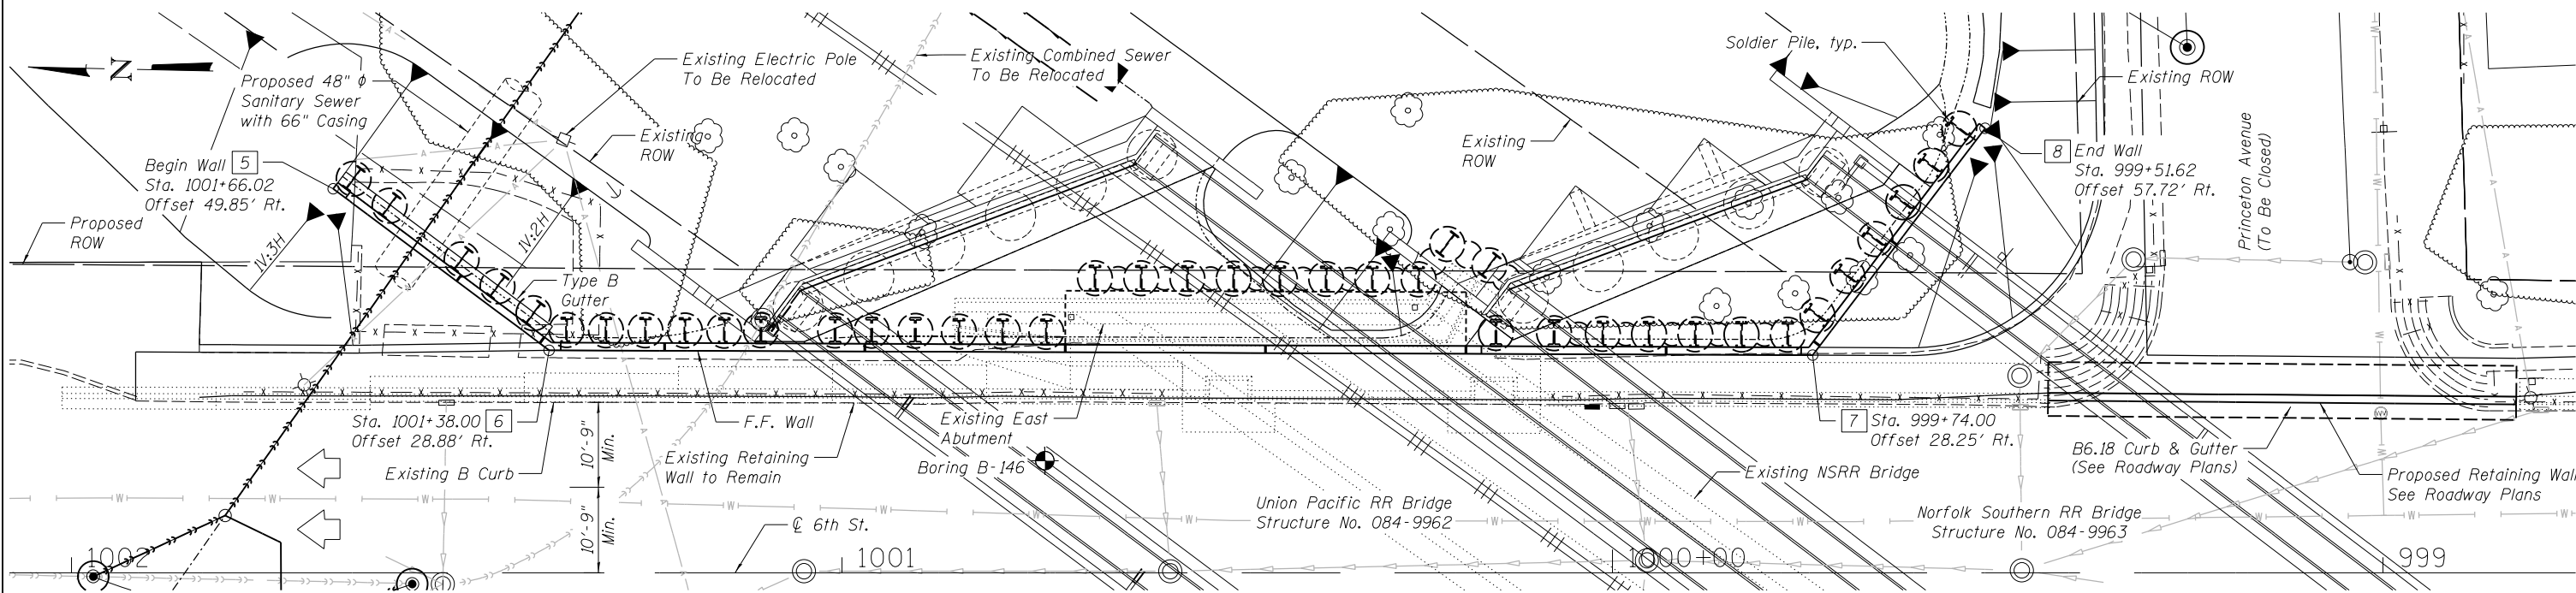 N
Proposed 48" ϕ
Sanitary Sewer
with 66" Casing
Existing Electric Pole
To Be Relocated
Existing Combined Sewer
To Be Relocated
Soldier Pile, typ.
Existing ROW
Existing
ROW
Existing
ROW
Begin Wall 5
Sta. 1001+66.02
Offset 49.85' Rt.
8 End Wall
Sta. 999+51.62
Offset 57.72' Rt.
Princeton Avenue
(To Be Closed)
Proposed
ROW
1V:3H
1V:2H
Type B
Gutter
Sta. 1001+38.00 6
Offset 28.88' Rt.
F.F. Wall
Existing East
Abutment
7 Sta. 999+74.00
Offset 28.25' Rt.
Existing B Curb
10'-9"
Min.
Existing Retaining
Wall to Remain
Boring B-146
Existing NSRR Bridge
B6.18 Curb & Gutter
(See Roadway Plans)
Proposed Retaining Wal
See Roadway Plans
10'-9"
Min.
℄ 6th St.
Union Pacific RR Bridge
Structure No. 084-9962
Norfolk Southern RR Bridge
Structure No. 084-9963
1002
1001
1000+00
999